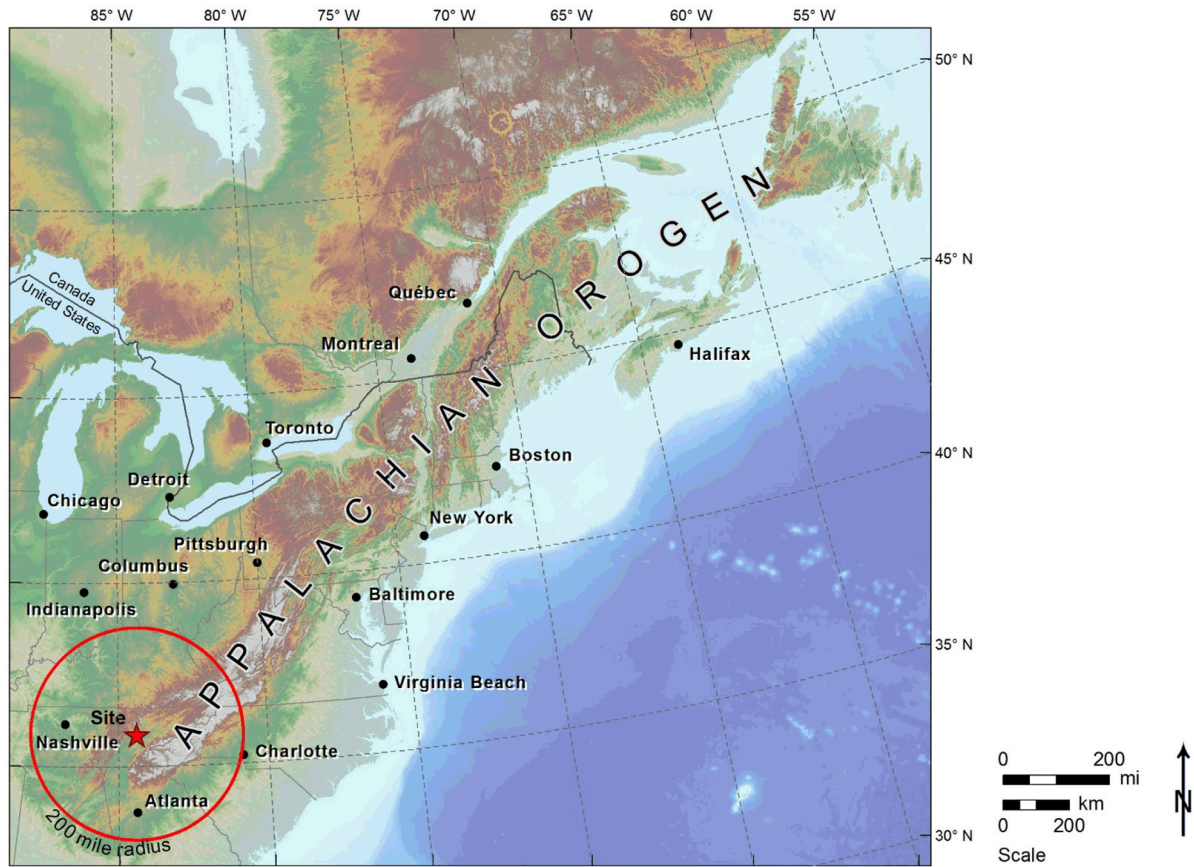 85° W 80° W 75° W 70° W 65° W 60° W 55° W
50° N
45° N
40° N
35° N
30° N
Canada
United States
APPALACHIAN OROGEN
Québec
Montreal
Halifax
Toronto
Boston
Detroit
Chicago
New York
Pittsburgh
Columbus
Baltimore
Indianapolis
Virginia Beach
Site
Nashville
Charlotte
Atlanta
200 mile radius
0 200
mi
km
0 200
Scale
N